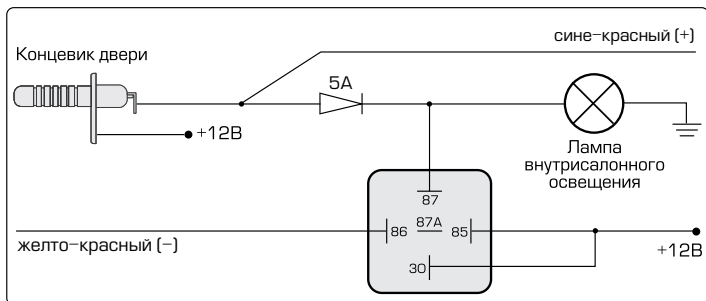 сине-красный (+)
Концевик двери
5А
+12В
Лампа
внутрисалонного
освещения
87
87А
86
85
30
желто-красный (-)
+12В